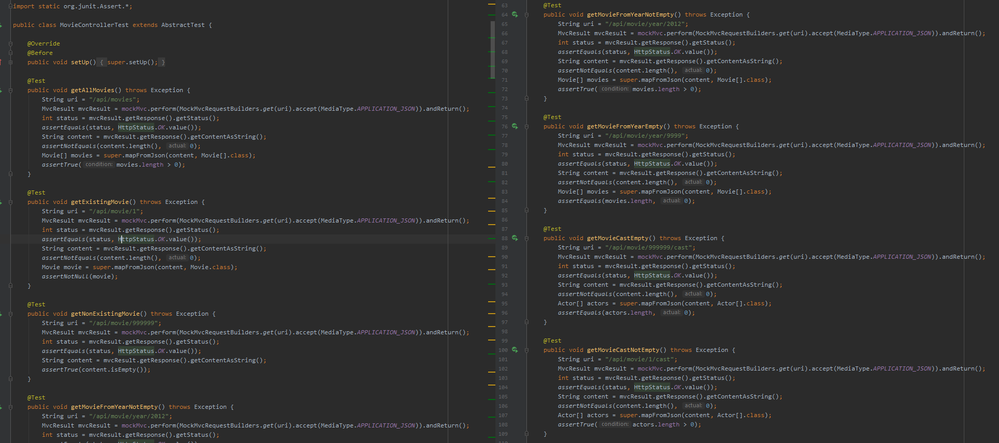 import static org.junit.Assert.*;
public class MovieControllerTest extends AbstractTest {
@Override
@Before
public void setUp() { super.setUp(); }
@Test
public void getAllMovies() throws Exception {
String uri = "/api/movies";
MvcResult mvcResult = mockMvc.perform(MockMvcRequestBuilders.get(uri).accept(MediaType.APPLICATION_JSON)).andReturn();
int status = mvcResult.getResponse().getStatus();
assertEquals(status, HttpStatus.OK.value());
String content = mvcResult.getResponse().getContentAsString();
assertNotEquals(content.length(), actual: 0);
Movie[] movies = super.mapFromJson(content, Movie[].class);
assertTrue( condition: movies.length > 0);
}
@Test
public void getExistingMovie() throws Exception {
String uri = "/api/movie/1";
MvcResult mvcResult = mockMvc.perform(MockMvcRequestBuilders.get(uri).accept(MediaType.APPLICATION_JSON)).andReturn();
int status = mvcResult.getResponse().getStatus();
assertEquals(status, HttpStatus.OK.value());
String content = mvcResult.getResponse().getContentAsString();
assertNotEquals(content.length(), actual: 0);
Movie movie = super.mapFromJson(content, Movie.class);
assertNotNull(movie);
}
@Test
public void getNonExistingMovie() throws Exception {
String uri = "/api/movie/999999";
MvcResult mvcResult = mockMvc.perform(MockMvcRequestBuilders.get(uri).accept(MediaType.APPLICATION_JSON)).andReturn();
int status = mvcResult.getResponse().getStatus();
assertEquals(status, HttpStatus.OK.value());
String content = mvcResult.getResponse().getContentAsString();
assertTrue(content.isEmpty());
}
@Test
public void getMovieFromYearNotEmpty() throws Exception {
String uri = "/api/movie/year/2012";
MvcResult mvcResult = mockMvc.perform(MockMvcRequestBuilders.get(uri).accept(MediaType.APPLICATION_JSON)).andReturn();
int status = mvcResult.getResponse().getStatus();
63 @Test
64 public void getMovieFromYearNotEmpty() throws Exception {
65 String uri = "/api/movie/year/2012";
66 MvcResult mvcResult = mockMvc.perform(MockMvcRequestBuilders.get(uri).accept(MediaType.APPLICATION_JSON)).andReturn();
67 int status = mvcResult.getResponse().getStatus();
68 assertEquals(status, HttpStatus.OK.value());
69 String content = mvcResult.getResponse().getContentAsString();
70 assertNotEquals(content.length(), actual: 0);
71 Movie[] movies = super.mapFromJson(content, Movie[].class);
72 assertTrue( condition: movies.length > 0);
73 }
74
75 @Test
76 public void getMovieFromYearEmpty() throws Exception {
77 String uri = "/api/movie/year/9999";
78 MvcResult mvcResult = mockMvc.perform(MockMvcRequestBuilders.get(uri).accept(MediaType.APPLICATION_JSON)).andReturn();
79 int status = mvcResult.getResponse().getStatus();
80 assertEquals(status, HttpStatus.OK.value());
81 String content = mvcResult.getResponse().getContentAsString();
82 assertNotEquals(content.length(), actual: 0);
83 Movie[] movies = super.mapFromJson(content, Movie[].class);
84 assertEquals(movies.length, actual: 0);
85 }
86
87 @Test
88 public void getMovieCastEmpty() throws Exception {
89 String uri = "/api/movie/999999/cast";
90 MvcResult mvcResult = mockMvc.perform(MockMvcRequestBuilders.get(uri).accept(MediaType.APPLICATION_JSON)).andReturn();
91 int status = mvcResult.getResponse().getStatus();
92 assertEquals(status, HttpStatus.OK.value());
93 String content = mvcResult.getResponse().getContentAsString();
94 assertNotEquals(content.length(), actual: 0);
95 Actor[] actors = super.mapFromJson(content, Actor[].class);
96 assertEquals(actors.length, actual: 0);
97 }
98
99 @Test
100 public void getMovieCastNotEmpty() throws Exception {
101 String uri = "/api/movie/1/cast";
102 MvcResult mvcResult = mockMvc.perform(MockMvcRequestBuilders.get(uri).accept(MediaType.APPLICATION_JSON)).andReturn();
103 int status = mvcResult.getResponse().getStatus();
104 assertEquals(status, HttpStatus.OK.value());
105 String content = mvcResult.getResponse().getContentAsString();
106 assertNotEquals(content.length(), actual: 0);
107 Actor[] actors = super.mapFromJson(content, Actor[].class);
108 assertTrue( condition: actors.length > 0);
109 }